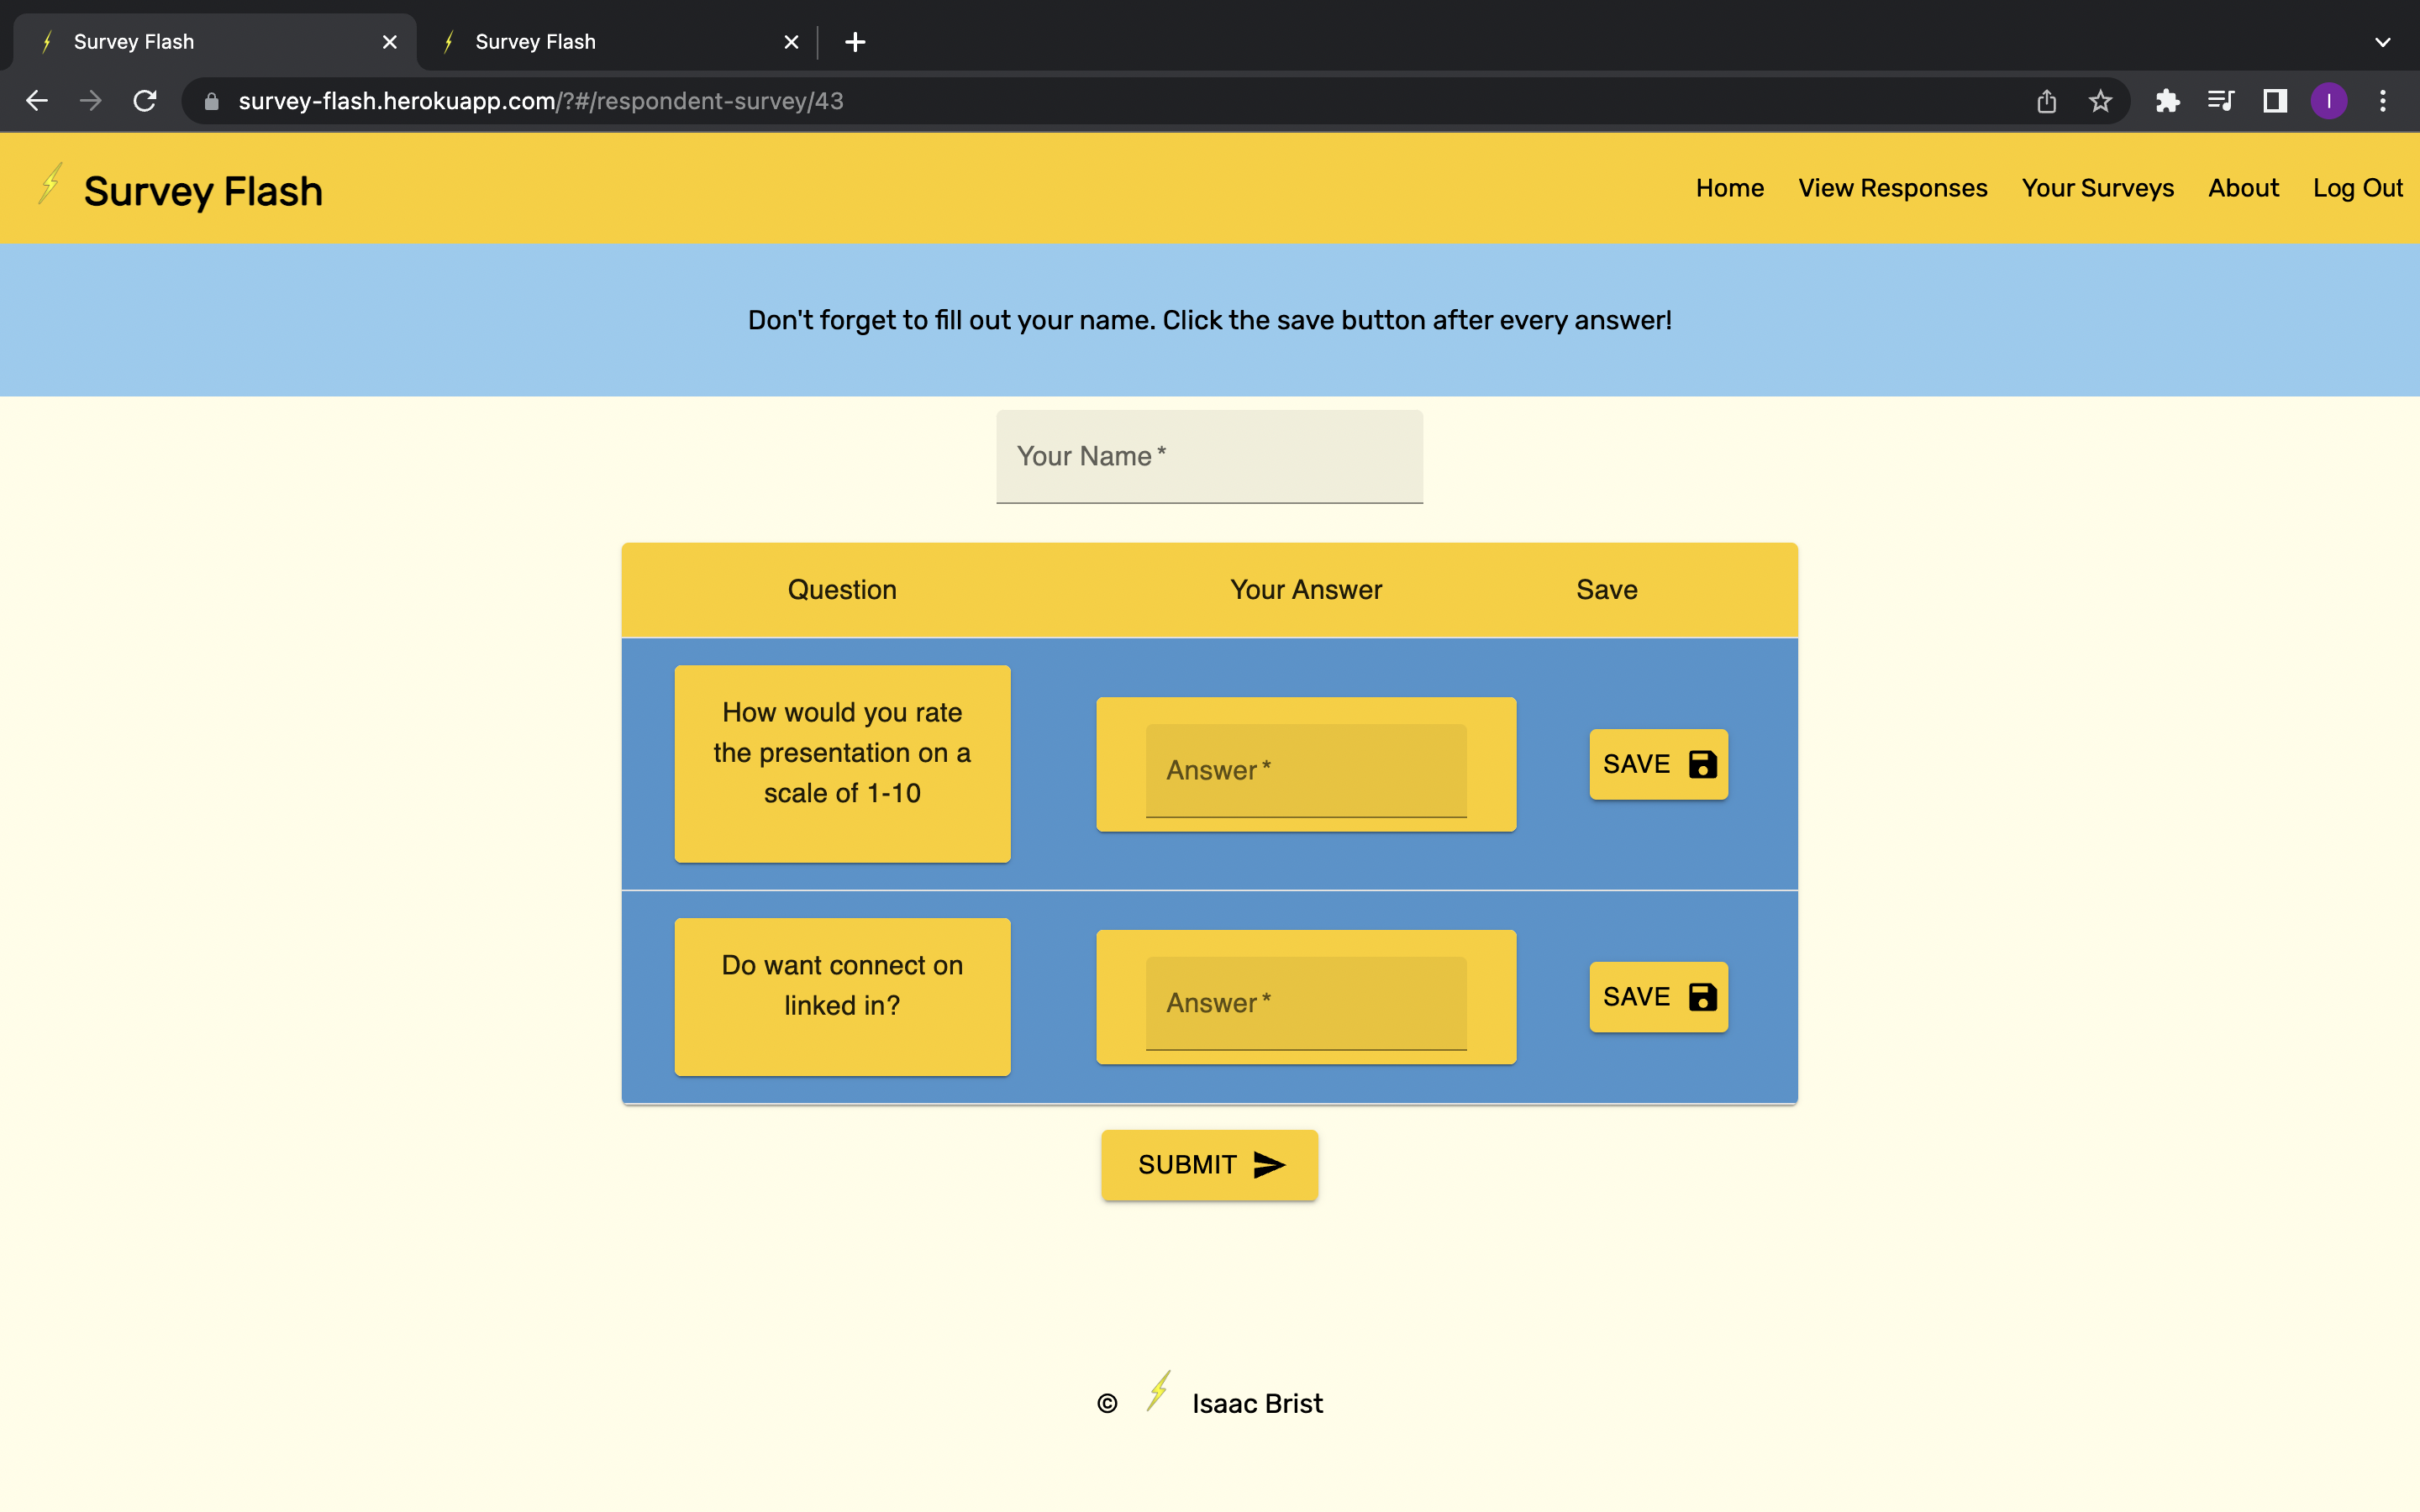 Survey Flash
Survey Flash
survey-flash.herokuapp.com/?#/respondent-survey/43
I
Survey Flash
Home View Responses Your Surveys About Log Out
Don't forget to fill out your name. Click the save button after every answer!
Your Name *
Question Your Answer Save
How would you rate
the presentation on a
scale of 1-10
Answer *
SAVE
Do want connect on
linked in?
Answer *
SAVE
SUBMIT
© Isaac Brist